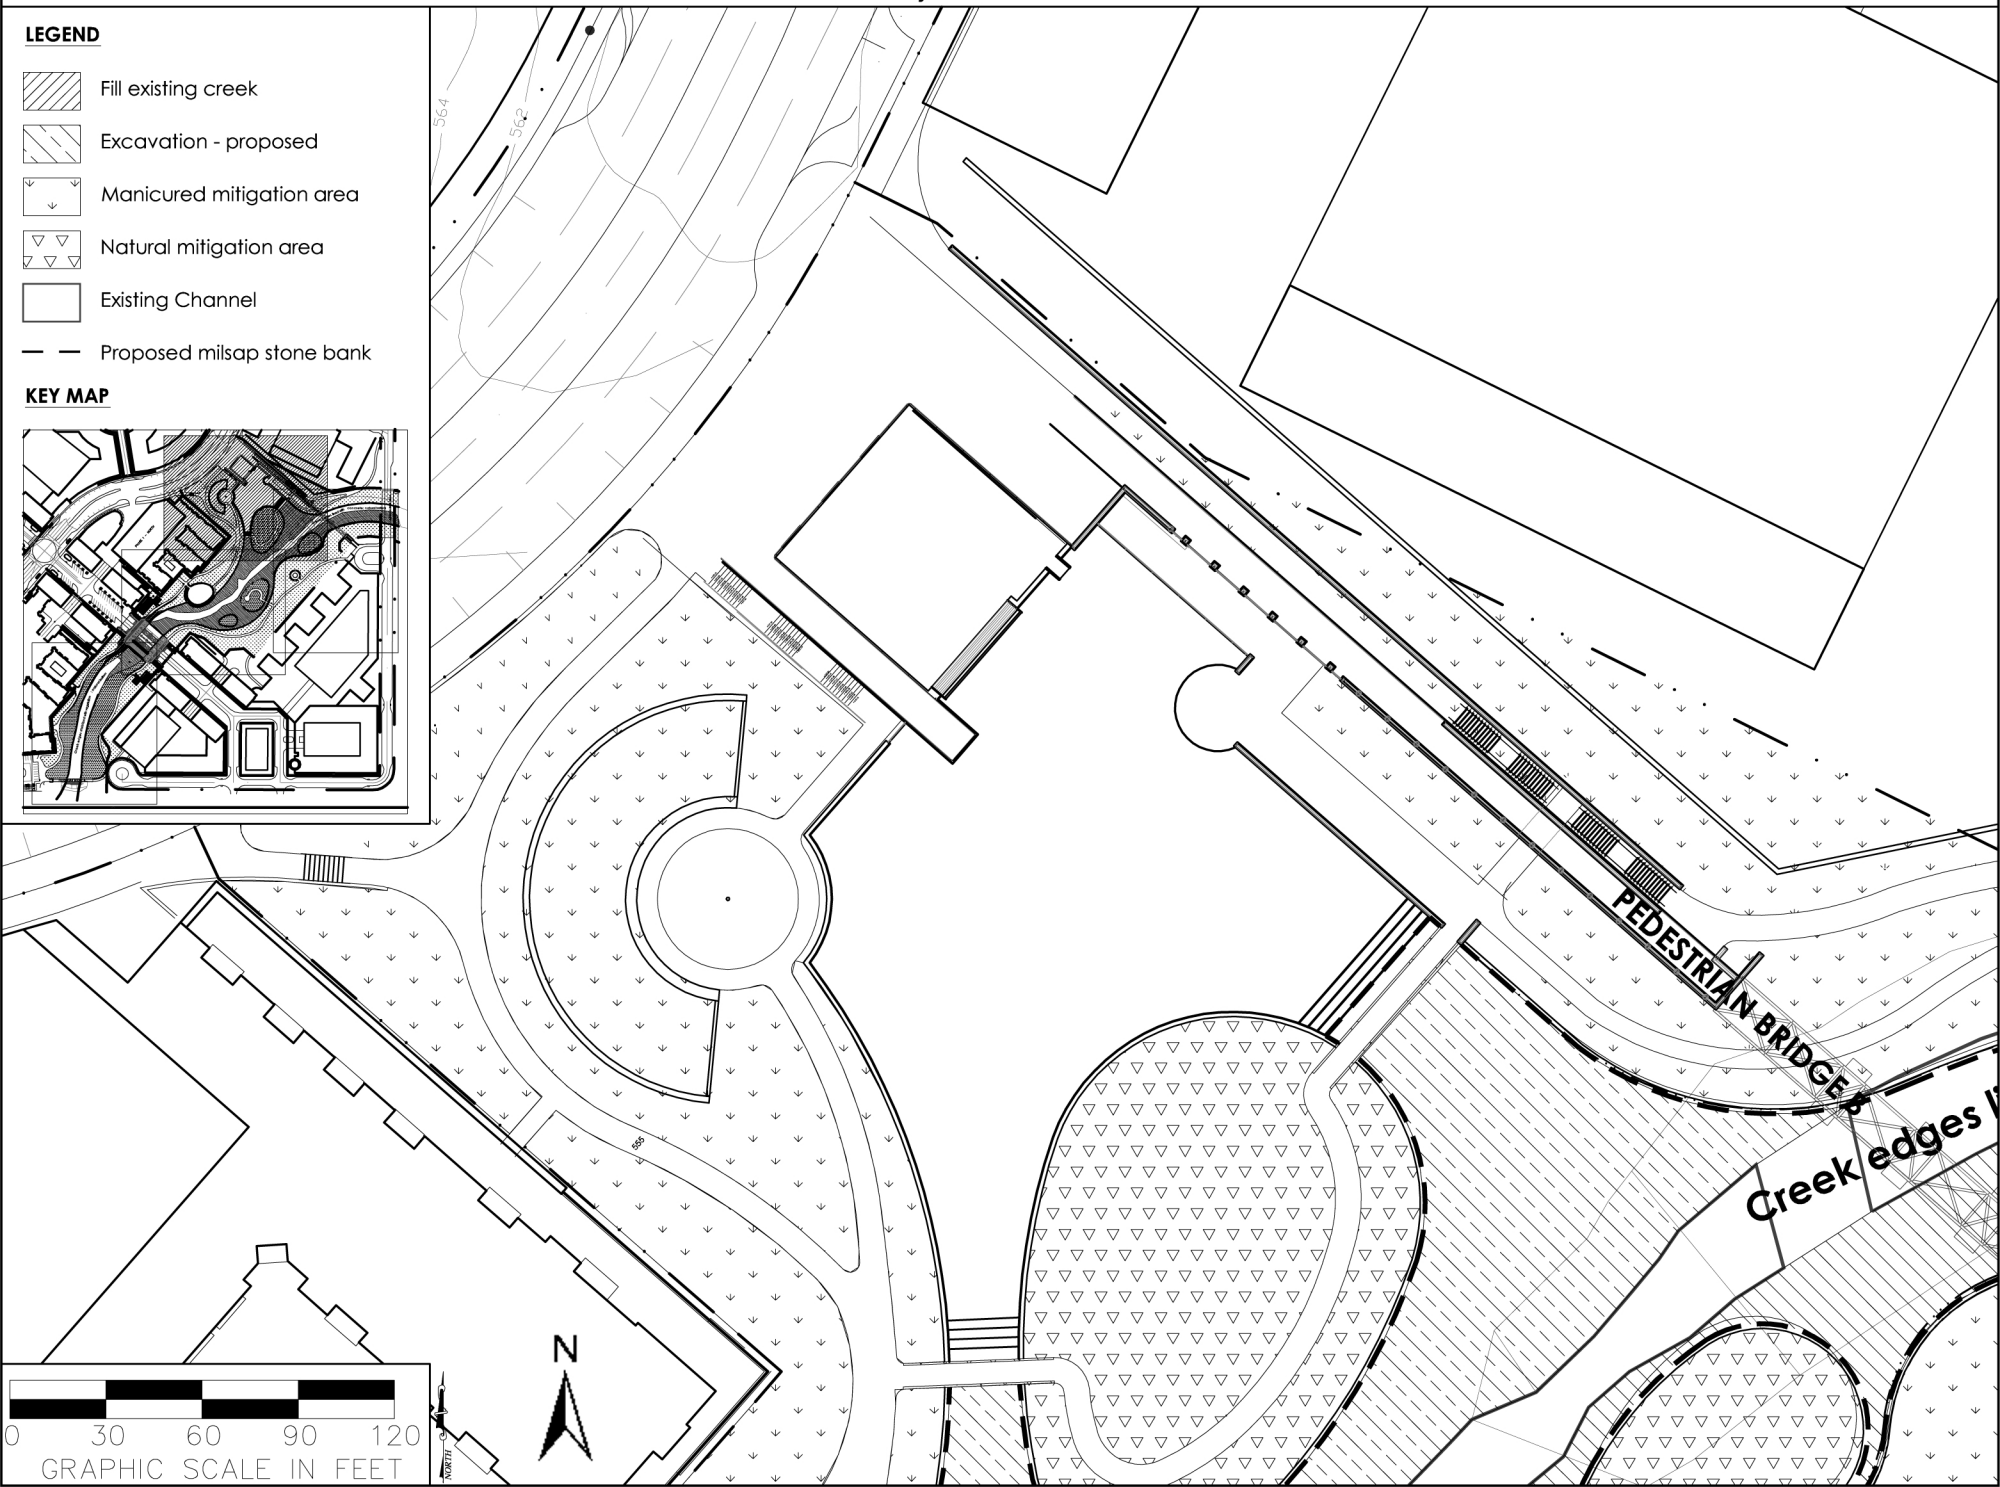 LEGEND
Fill existing creek
Excavation - proposed
Manicured mitigation area
Natural mitigation area
Existing Channel
Proposed milsap stone bank
KEY MAP
564
562
555
PEDESTRIAN BRIDGE B
Creek edges li
N
NORTH
0 30 60 90 120
GRAPHIC SCALE IN FEET